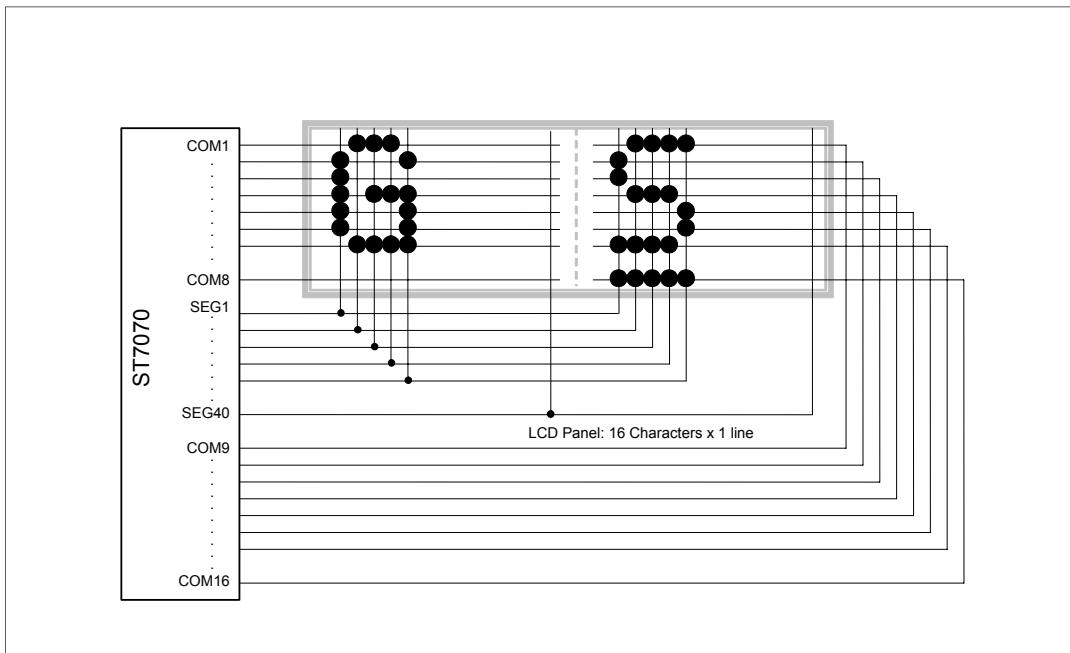 COM1
COM8
SEG1
ST7070
SEG40
LCD Panel: 16 Characters x 1 line
COM9
COM16